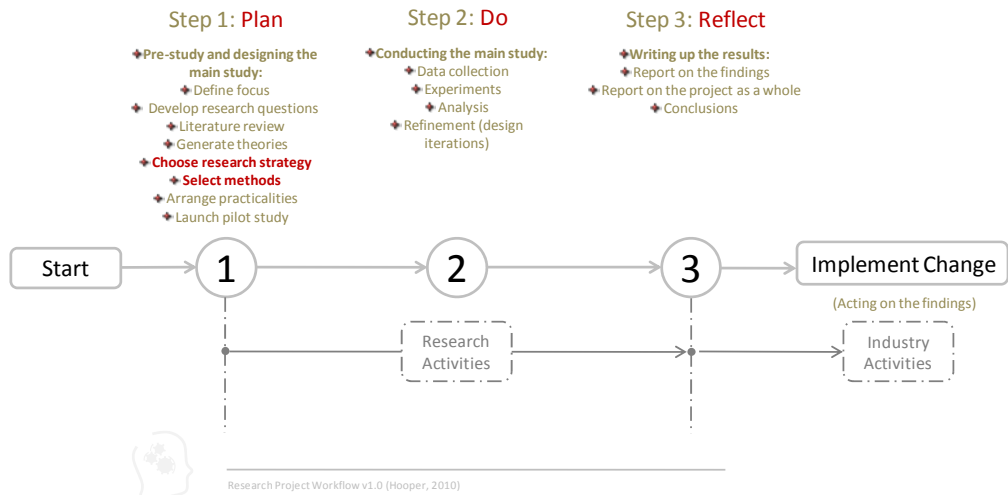 Step 1: Plan
Pre-study and designing the
main study:
Define focus
Develop research questions
Literature review
Generate theories
Choose research strategy
Select methods
Arrange practicalities
Launch pilot study
Step 2: Do
Conducting the main study:
Data collection
Experiments
Analysis
Refinement (design
iterations)
Step 3: Reflect
Writing up the results:
Report on the findings
Report on the project as a whole
Conclusions
Start
1
2
3
Implement Change
(Acting on the findings)
Research
Activities
Industry
Activities
Research Project Workflow v1.0 (Hooper, 2010)